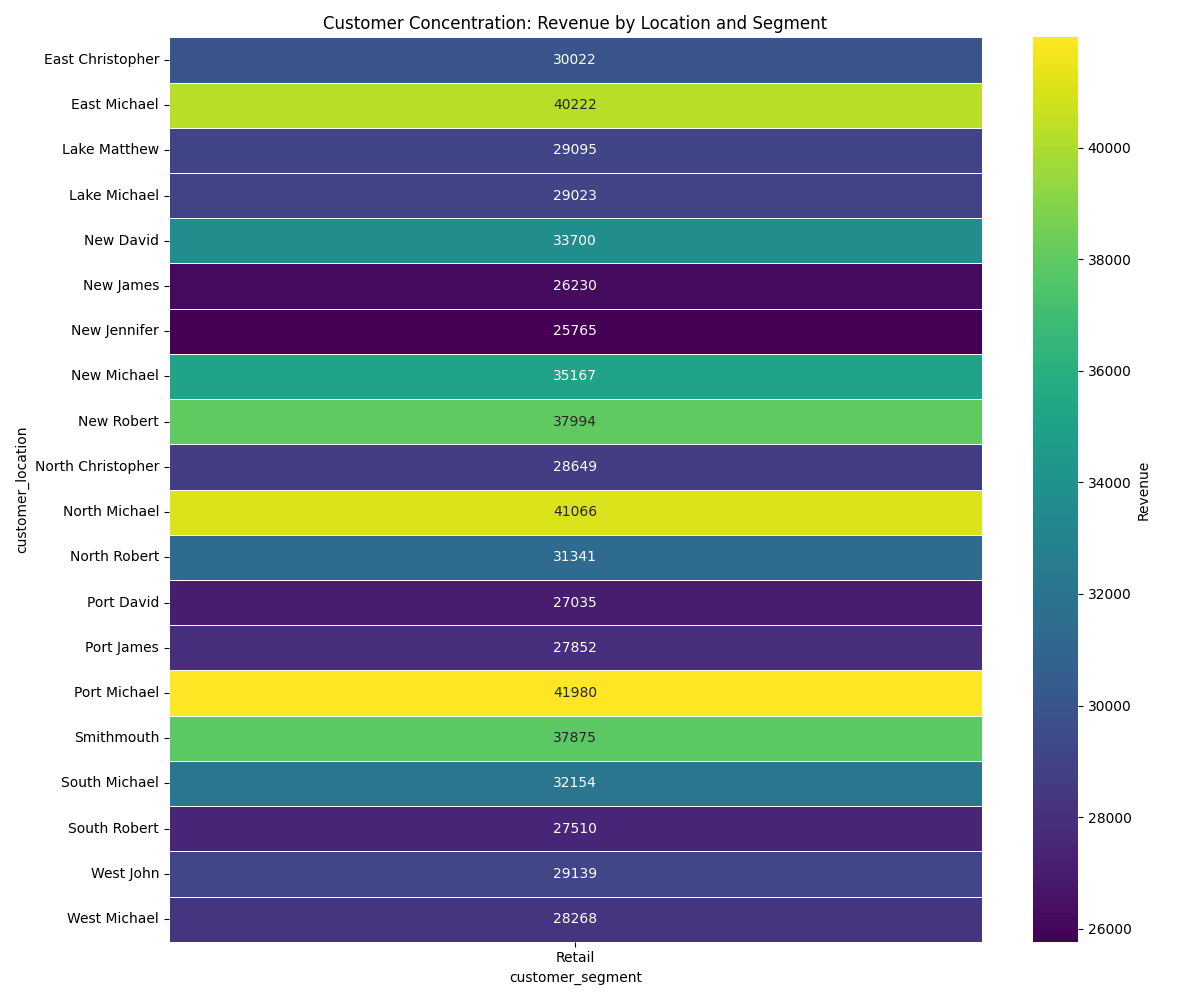 Customer Concentration: Revenue by Location and Segment
East Christopher 30022
East Michael 40222
Lake Matthew 29095
Lake Michael 29023
New David 33700
New James 26230
New Jennifer 25765
New Michael 35167
New Robert 37994
North Christopher 28649
North Michael 41066
North Robert 31341
Port David 27035
Port James 27852
Port Michael 41980
Smithmouth 37875
South Michael 32154
South Robert 27510
West John 29139
West Michael 28268
customer_location
Retail
customer_segment
40000
38000
36000
34000
32000
30000
28000
26000
Revenue